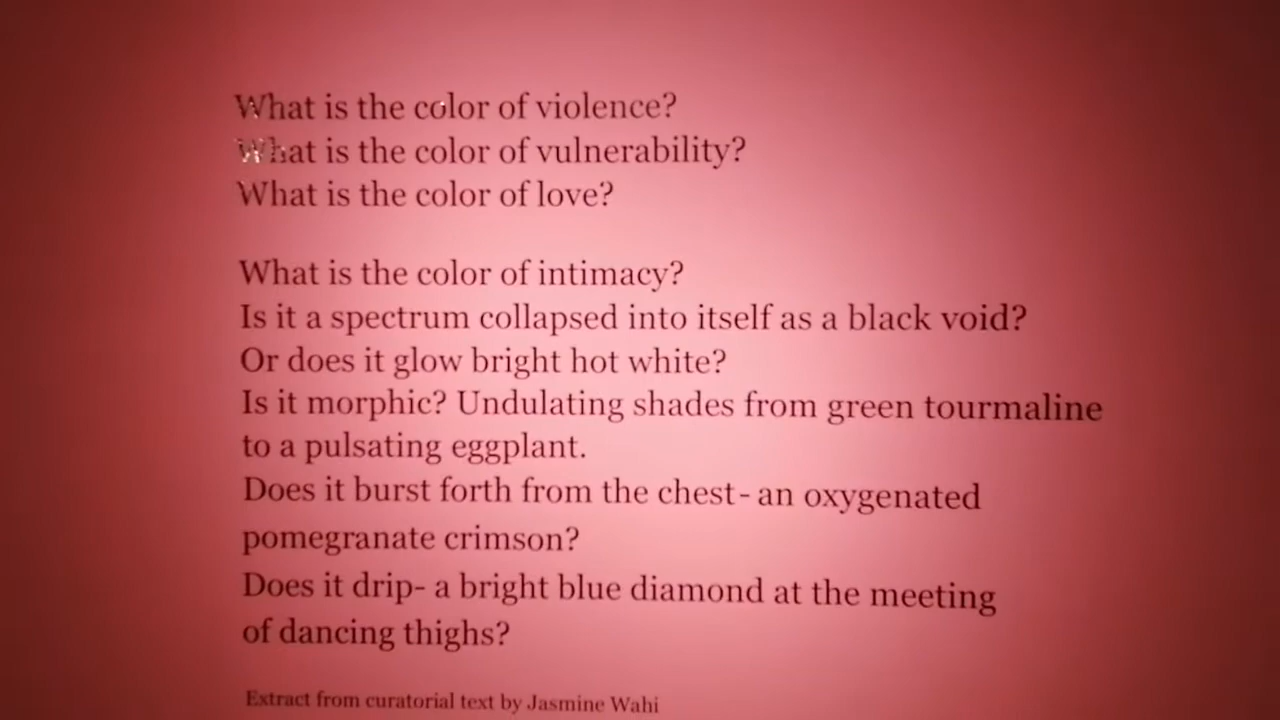 What is the color of violence?
What is the color of vulnerability?
What is the color of love?
What is the color of intimacy?
Is it a spectrum collapsed into itself as a black void?
Or does it glow bright hot white?
Is it morphic? Undulating shades from green tourmaline
to a pulsating eggplant.
Does it burst forth from the chest- an oxygenated
pomegranate crimson?
Does it drip- a bright blue diamond at the meeting
of dancing thighs?
Extract from curatorial text by Jasmine Wahi